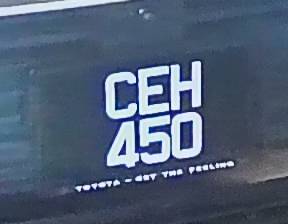 CEH
450
TOYOTA - GET THE FEELING